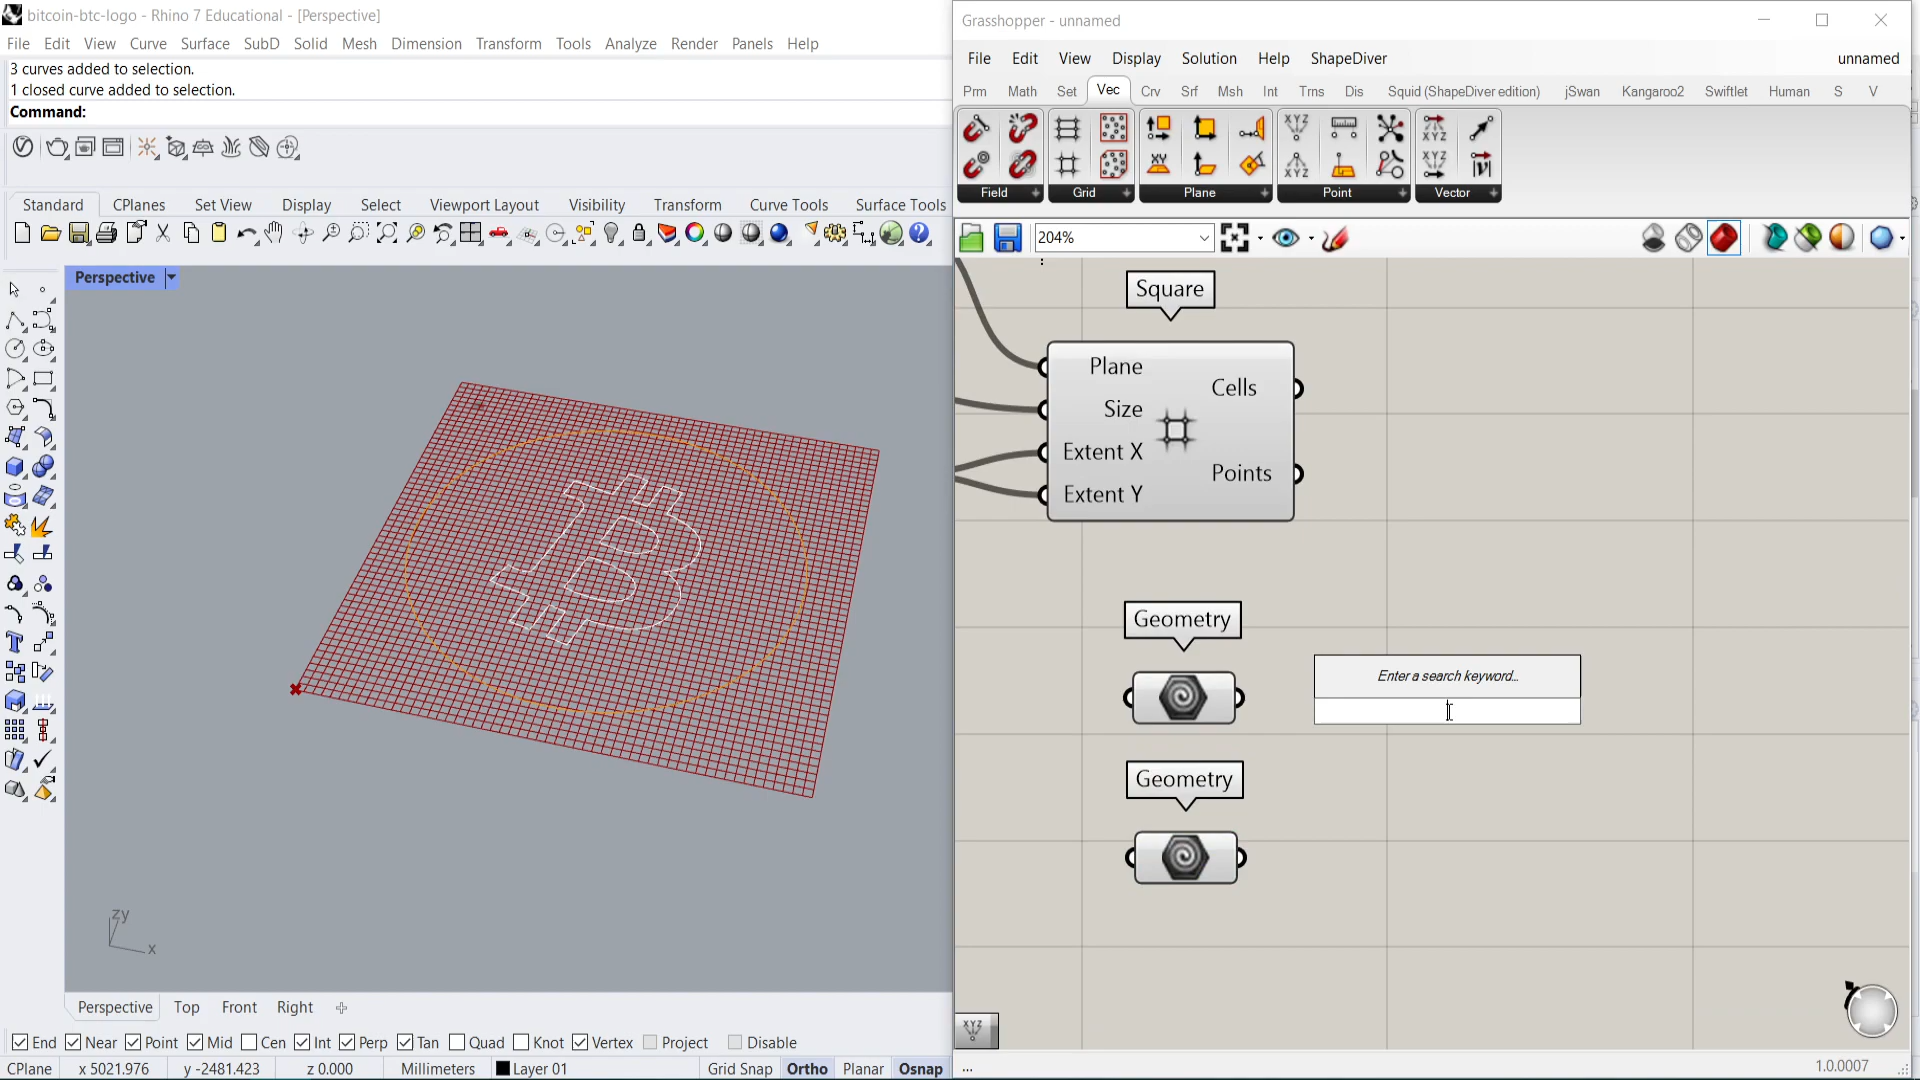 bitcoin-btc-logo - Rhino 7 Educational - [Perspective]
File Edit View Curve Surface SubD Solid Mesh Dimension Transform Tools Analyze Render Panels Help
3 curves added to selection.
1 closed curve added to selection.
Command:
Standard CPlanes Set View Display Select Viewport Layout Visibility Transform Curve Tools Surface Tools
Perspective
zy
x
Perspective Top Front Right
End Near Point Mid Cen Int Perp Tan Quad Knot Vertex Project Disable
CPlane x 5021.976 y -2481.423 z 0.000 Millimeters Layer 01 Grid Snap Ortho Planar Osnap
Grasshopper - unnamed
File Edit View Display Solution Help ShapeDiver unnamed
Prm Math Set Vec Crv Srf Msh Int Trns Dis Squid (ShapeDiver edition) jSwan Kangaroo2 Swiftlet Human S V
Field Grid Plane Point Vector
204%
Square
Plane
Size
Extent X
Extent Y
Cells
Points
Geometry
Enter a search keyword...
Geometry
...
1.0.0007